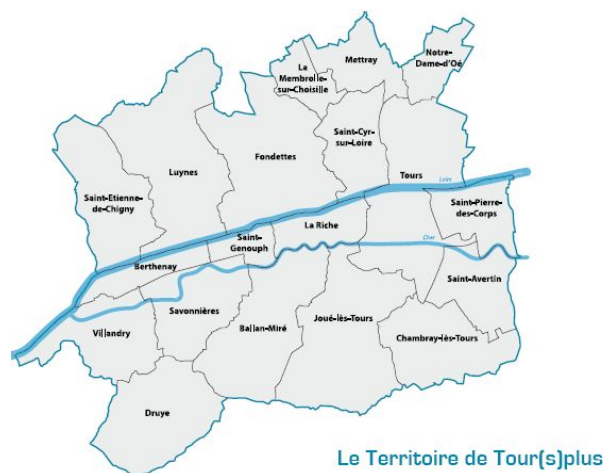 Notre-
Dame-d'Oé
Mettray
La
Membrolle-
sur-Choisille
Saint-Cyr-
sur-Loire
Fondettes
Luynes
Tours
Loire
Saint-Etienne-
de-Chigny
Saint-Pierre-
des-Corps
La Riche
Saint-
Genouph
Cher
Berthenay
Saint-Avertin
Savonnières
Villandry
Ballan-Miré
Joué-lès-Tours
Chambray-lès-Tours
Druye
Le Territoire de Tour(s)plus